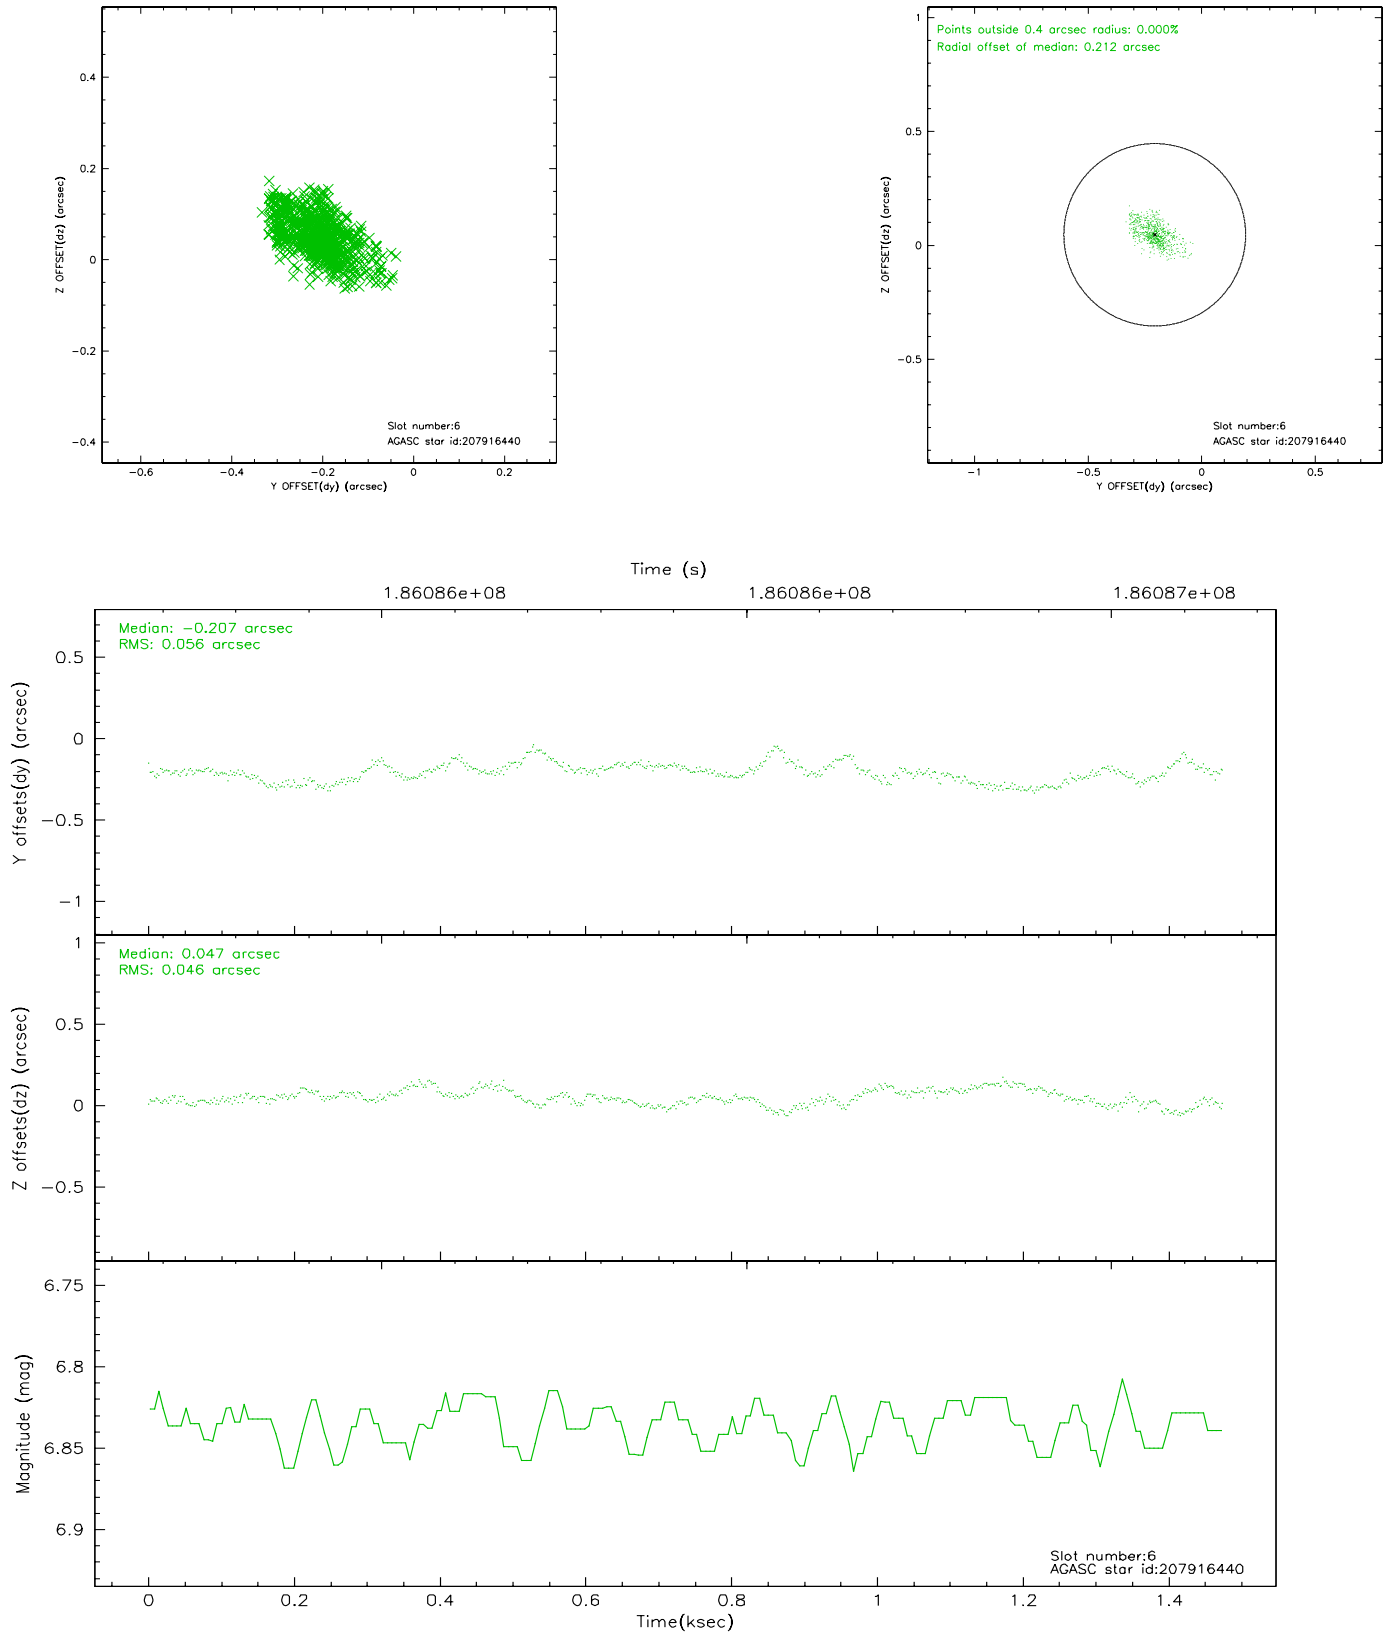 0.4
0.2
0
−0.2
−0.4
Z OFFSET(dz) (arcsec)
Slot number:6
AGASC star id:207916440
−0.6 −0.4 −0.2 0 0.2
Y OFFSET(dy) (arcsec)
Points outside 0.4 arcsec radius: 0.000%
Radial offset of median: 0.212 arcsec
1
0.5
0
−0.5
Z OFFSET(dz) (arcsec)
Slot number:6
AGASC star id:207916440
−1 −0.5 0 0.5
Y OFFSET(dy) (arcsec)
Time (s)
1.86086e+08 1.86086e+08 1.86087e+08
Median: −0.207 arcsec
RMS: 0.056 arcsec
0.5
0
−0.5
−1
Y offsets(dy) (arcsec)
Median: 0.047 arcsec
RMS: 0.046 arcsec
1
0.5
0
−0.5
Z offsets(dz) (arcsec)
6.75
6.8
6.85
6.9
Magnitude (mag)
Slot number:6
AGASC star id:207916440
0 0.2 0.4 0.6 0.8 1 1.2 1.4
Time(ksec)